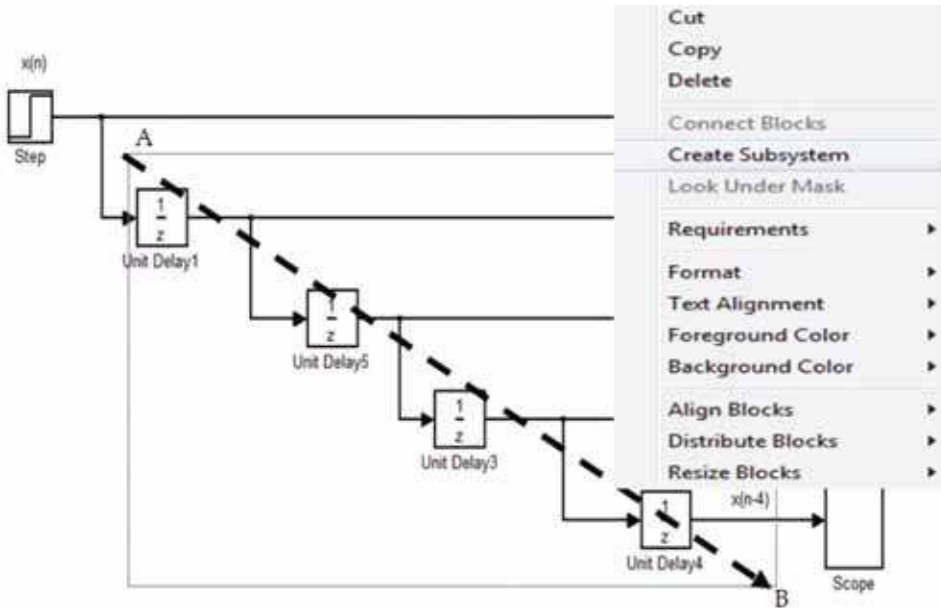 x(n)
Step
A
1
z
Unit Delay1
1
z
Unit Delay5
1
z
Unit Delay3
1
z
Unit Delay4
x(n-4)
B
Scope
Cut
Copy
Delete
Connect Blocks
Create Subsystem
Look Under Mask
Requirements
Format
Text Alignment
Foreground Color
Background Color
Align Blocks
Distribute Blocks
Resize Blocks